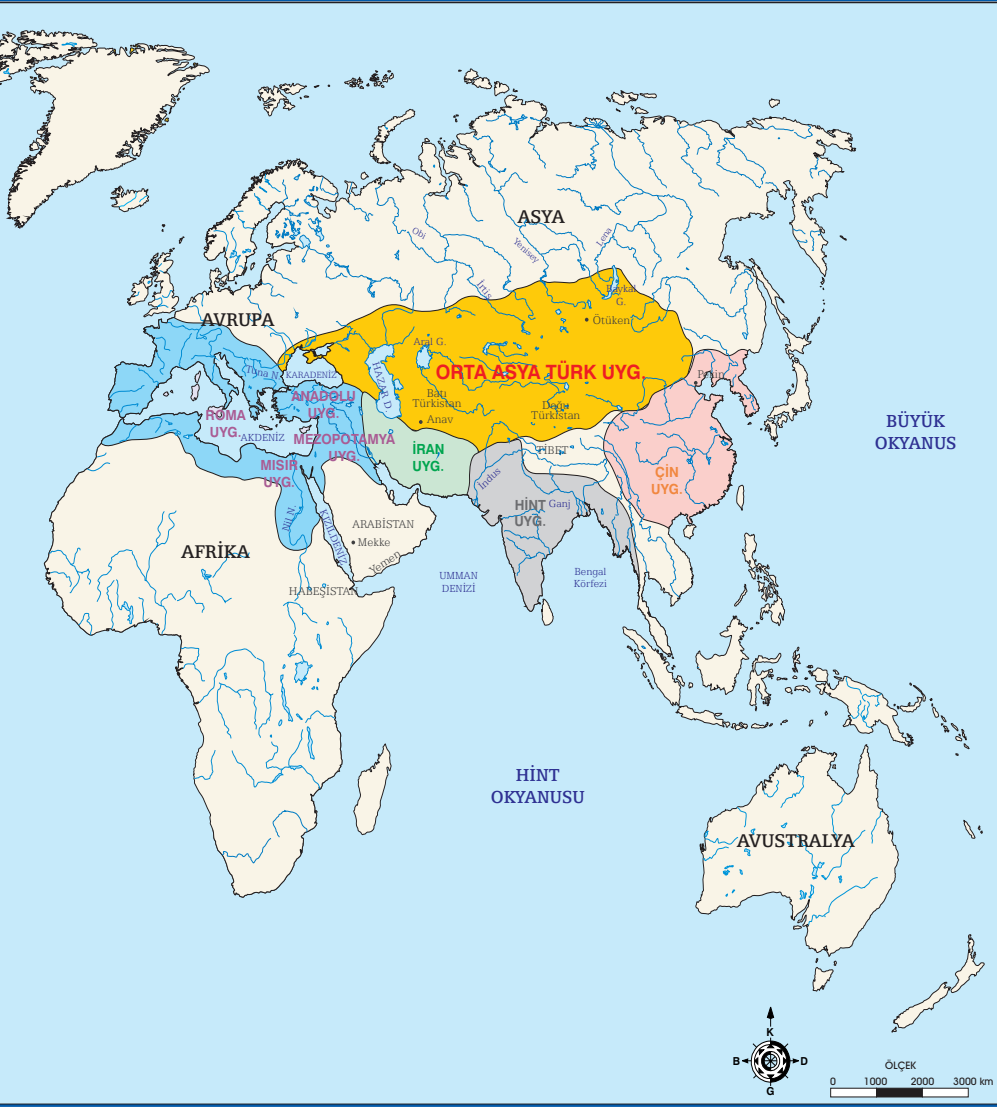 ASYA
Obi
Yenisey
Lena
İrtiş
Baykal
G.
Ötüken
AVRUPA
Aral G.
Tuna N.
KARADENİZ
HAZAR D.
ORTA ASYA TÜRK UYG.
Pekin
Batı
Türkistan
Doğu
Türkistan
Anav
ANADOLU
UYG.
ROMA
UYG.
AKDENİZ
MEZOPOTAMYA
UYG.
İRAN
UYG.
TİBET
BÜYÜK
OKYANUS
MISIR
UYG.
İndus
ÇİN
UYG.
HİNT
UYG.
Ganj
NİL N.
KIZILDENİZ
ARABİSTAN
Mekke
Yemen
AFRİKA
HABEŞİSTAN
UMMAN
DENİZİ
Bengal
Körfezi
HİNT
OKYANUSU
AVUSTRALYA
K
B
D
G
ÖLÇEK
0 1000 2000 3000 km